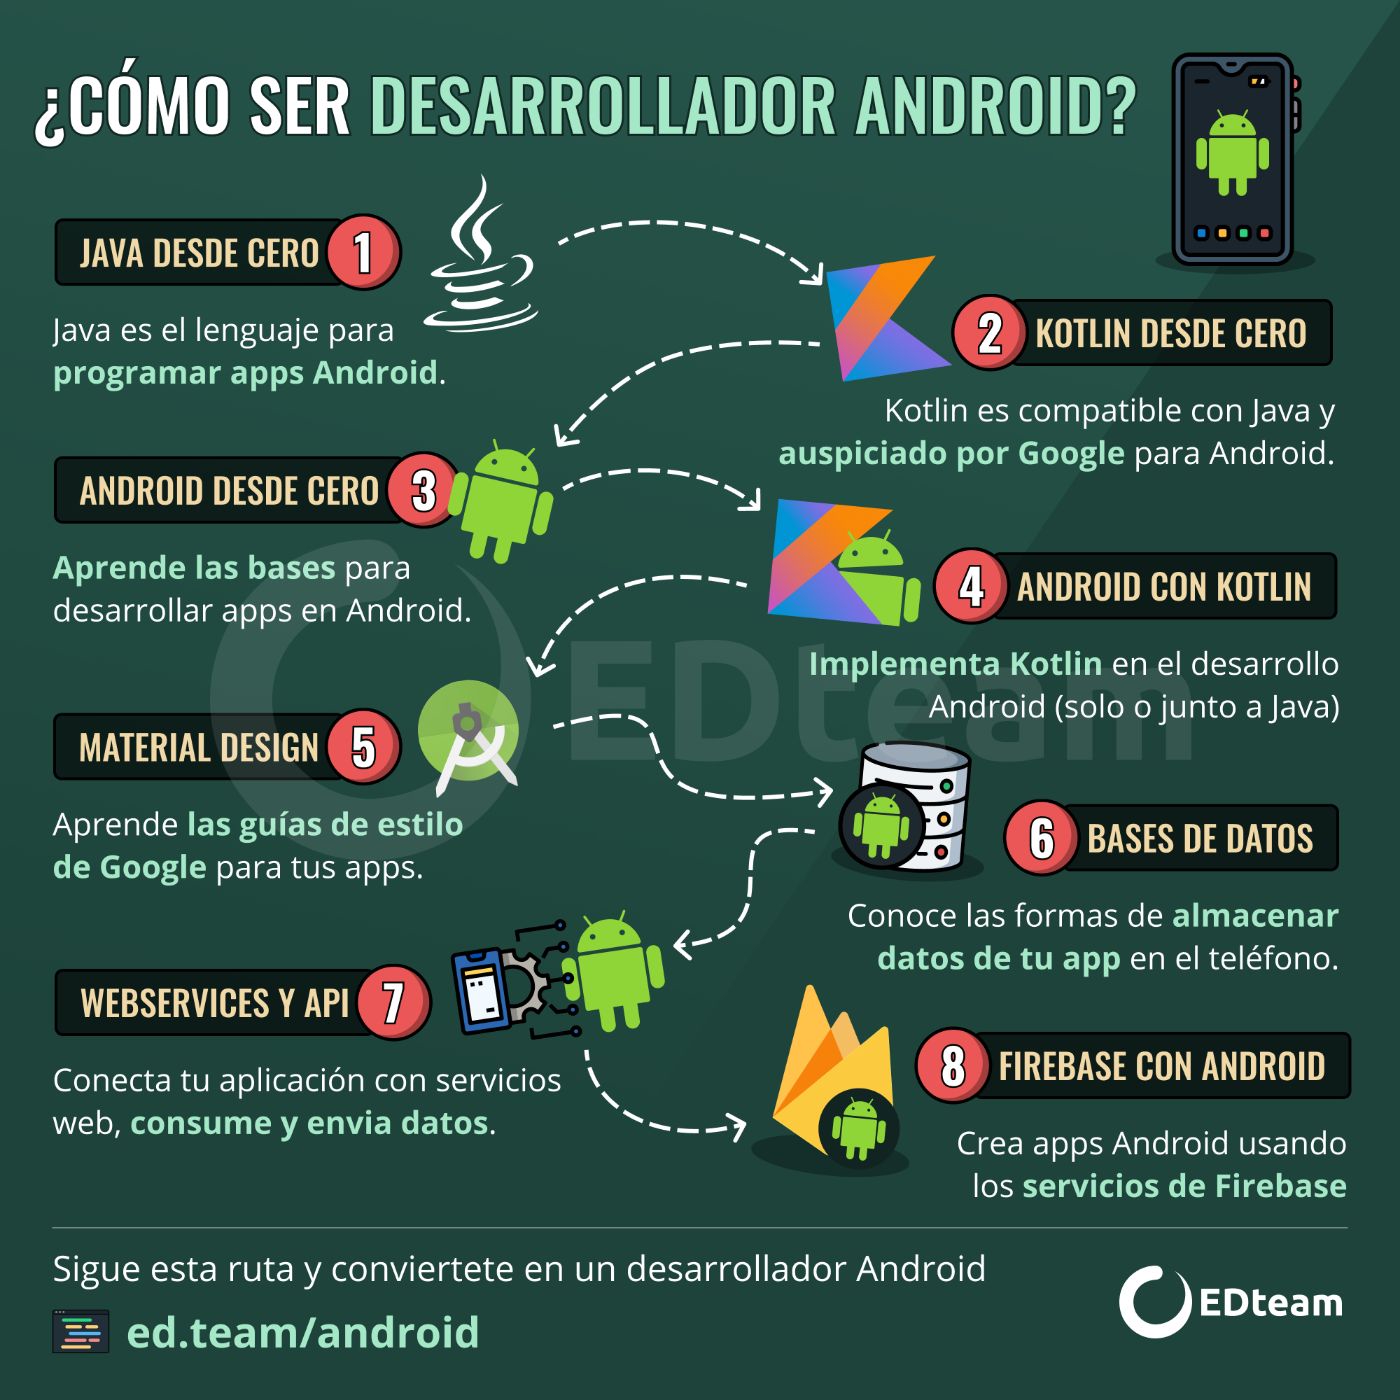 ¿CÓMO SER DESARROLLADOR ANDROID?
JAVA DESDE CERO 1
Java es el lenguaje para
programar apps Android.
2 KOTLIN DESDE CERO
Kotlin es compatible con Java y
auspiciado por Google para Android.
ANDROID DESDE CERO 3
Aprende las bases para
desarrollar apps en Android.
4 ANDROID CON KOTLIN
Implementa Kotlin en el desarrollo
Android (solo o junto a Java)
EDteam
MATERIAL DESIGN 5
Aprende las guías de estilo
de Google para tus apps.
6 BASES DE DATOS
Conoce las formas de almacenar
datos de tu app en el teléfono.
WEBSERVICES Y API 7
Conecta tu aplicación con servicios
web, consume y envia datos.
8 FIREBASE CON ANDROID
Crea apps Android usando
los servicios de Firebase
Sigue esta ruta y conviertete en un desarrollador Android
ed.team/android
EDteam